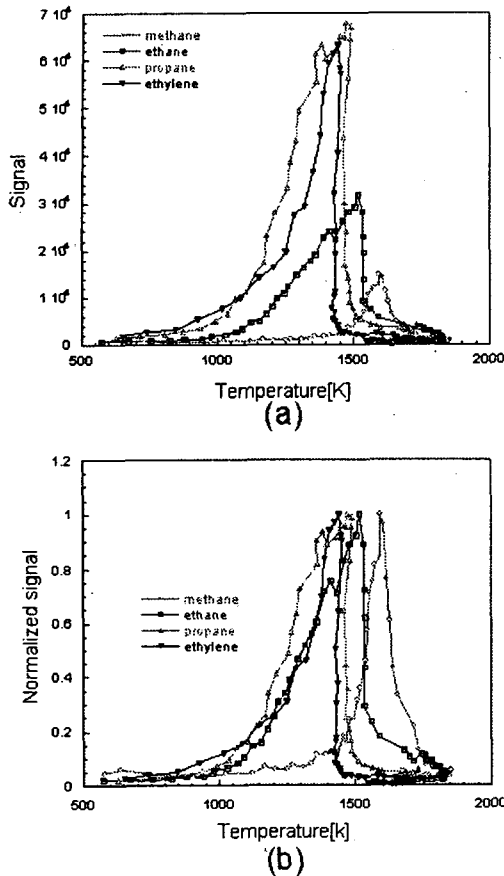 7 10⁴
6 10⁴
5 10⁴
4 10⁴
3 10⁴
2 10⁴
1 10⁴
0
Signal
methane
ethane
propane
ethylene
500
1000
1500
2000
Temperature[K]
(a)
1.2
1
0.8
0.6
0.4
0.2
0
Normalized signal
methane
ethane
propane
ethylene
500
1000
1500
2000
Temperature[k]
(b)